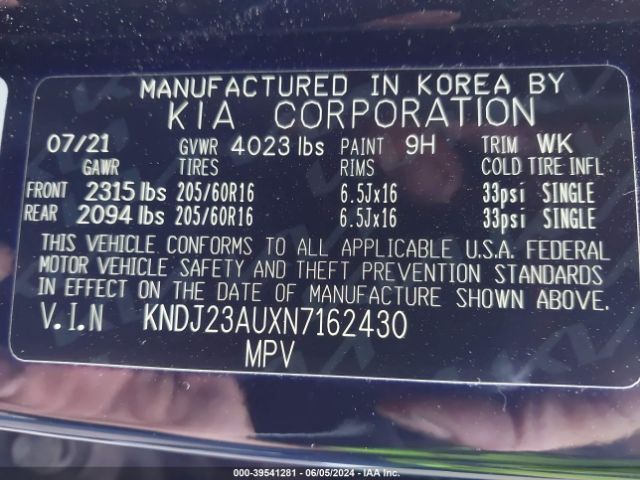 MANUFACTURED IN KOREA BY
KIA CORPORATION
07/21 GVWR 4023 lbs PAINT 9H TRIM WK
GAWR TIRES RIMS COLD TIRE INFL
FRONT 2315 lbs 205/60R16 6.5Jx16 33psi SINGLE
REAR 2094 lbs 205/60R16 6.5Jx16 33psi SINGLE
THIS VEHICLE CONFORMS TO ALL APPLICABLE U.S.A. FEDERAL
MOTOR VEHICLE SAFETY AND THEFT PREVENTION STANDARDS
IN EFFECT ON THE DATE OF MANUFACTURE SHOWN ABOVE.
V.I.N KNDJ23AUXN7162430
MPV
000-39541281 - 06/05/2024 - IAA Inc.